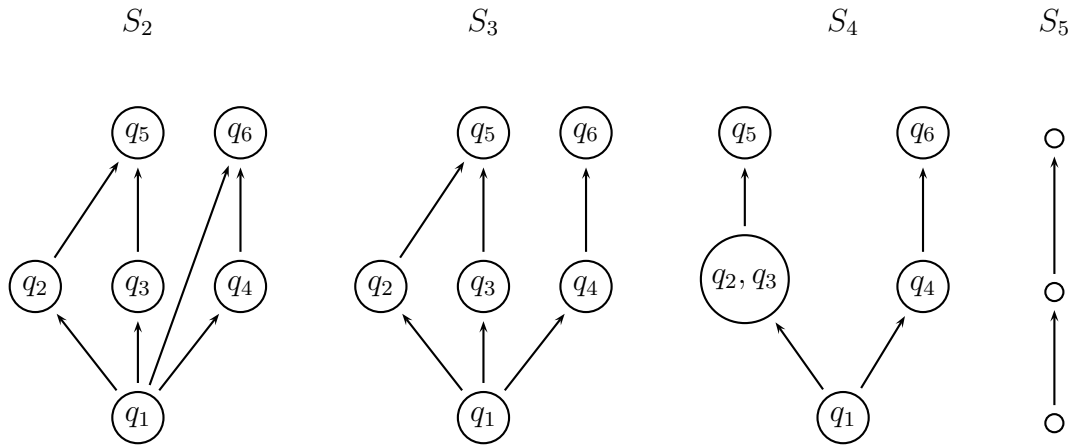 S₂ S₃ S₄ S₅
q₅ q₆ q₅ q₆ q₅ q₆
q₂ q₃ q₄ q₂ q₃ q₄ q₂, q₃ q₄
q₁ q₁ q₁